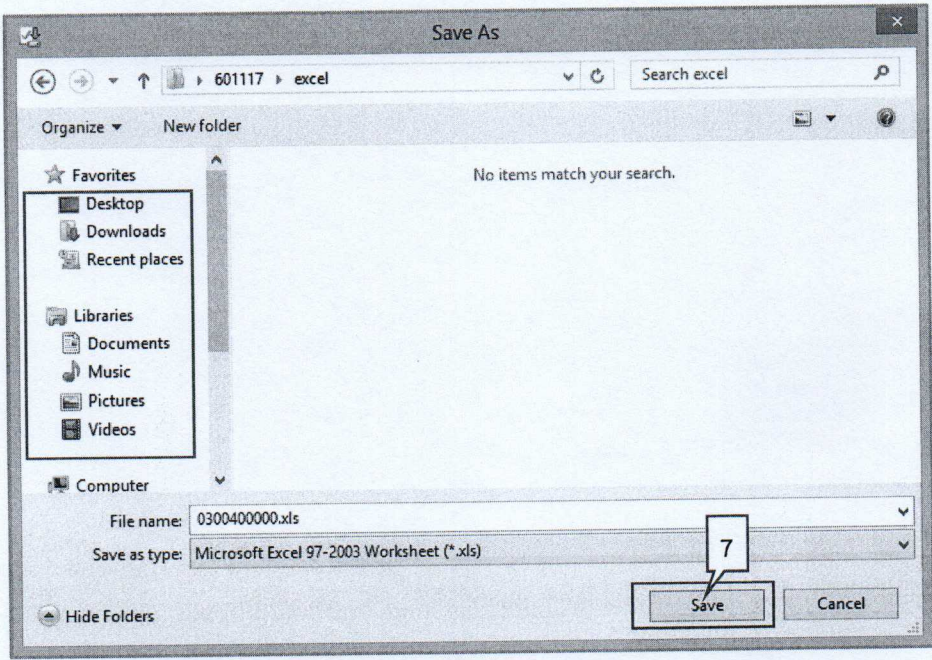 Save As
601117 excel
Search excel
Organize
New folder
Favorites
Desktop
Downloads
Recent places
Libraries
Documents
Music
Pictures
Videos
Computer
No items match your search.
File name: 0300400000.xls
Save as type: Microsoft Excel 97-2003 Worksheet (*.xls)
7
Hide Folders
Save
Cancel